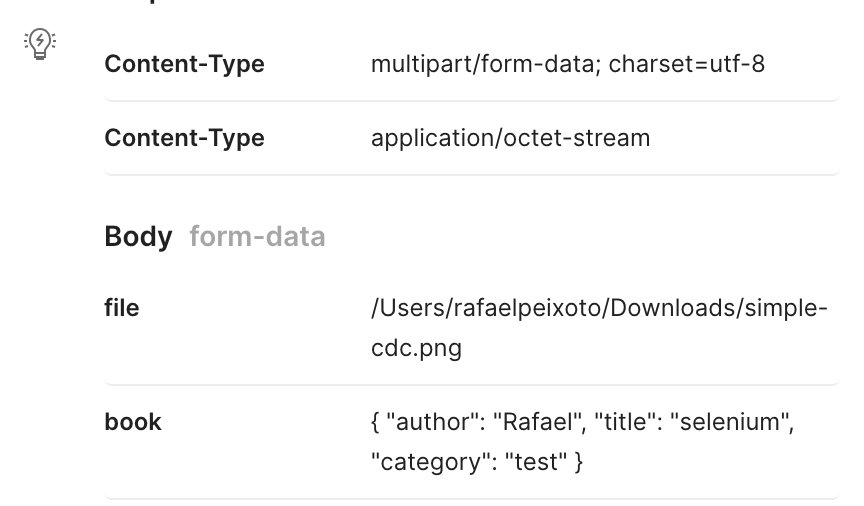 Content-Type multipart/form-data; charset=utf-8
Content-Type application/octet-stream
Body form-data
file /Users/rafaelpeixoto/Downloads/simple-
cdc.png
book { "author": "Rafael", "title": "selenium",
"category": "test" }